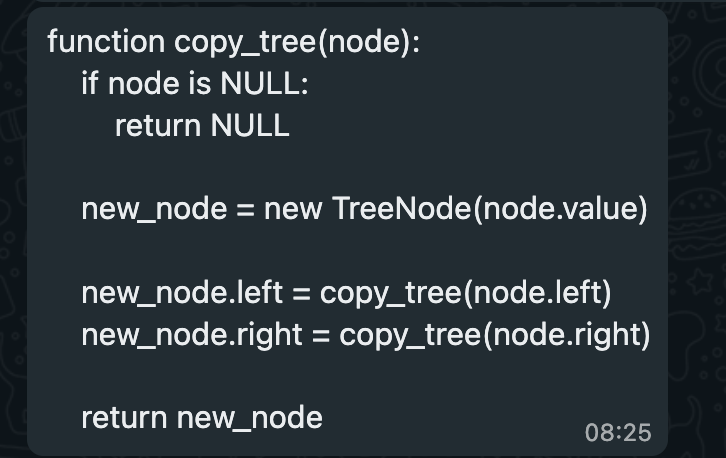 function copy_tree(node):
    if node is NULL:
        return NULL

    new_node = new TreeNode(node.value)

    new_node.left = copy_tree(node.left)
    new_node.right = copy_tree(node.right)

    return new_node
08:25